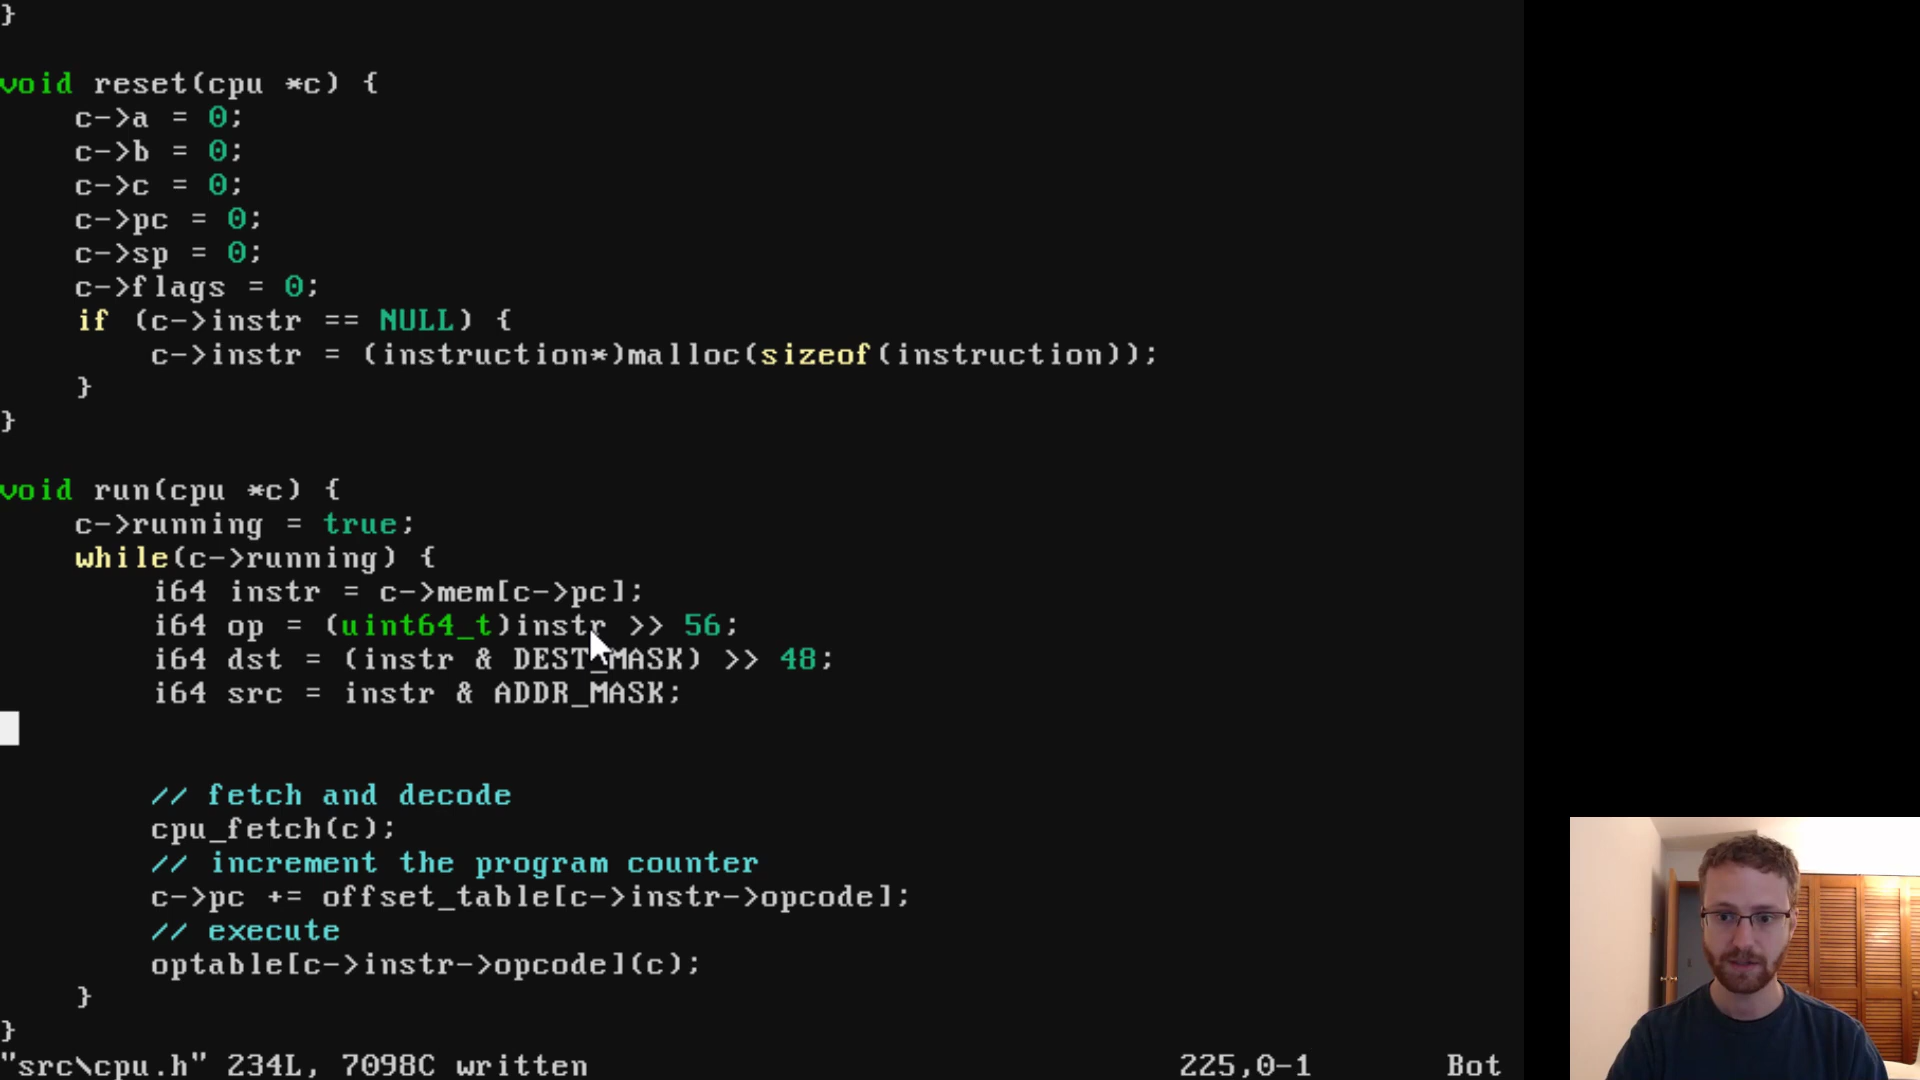 }
void reset(cpu *c) {
    c->a = 0;
    c->b = 0;
    c->c = 0;
    c->pc = 0;
    c->sp = 0;
    c->flags = 0;
    if (c->instr == NULL) {
        c->instr = (instruction*)malloc(sizeof(instruction));
    }
}
void run(cpu *c) {
    c->running = true;
    while(c->running) {
        i64 instr = c->mem[c->pc];
        i64 op = (uint64_t)instr >> 56;
        i64 dst = (instr & DEST_MASK) >> 48;
        i64 src = instr & ADDR_MASK;
        // fetch and decode
        cpu_fetch(c);
        // increment the program counter
        c->pc += offset_table[c->instr->opcode];
        // execute
        optable[c->instr->opcode](c);
    }
}
"src\cpu.h" 234L, 7098C written 225,0-1 Bot